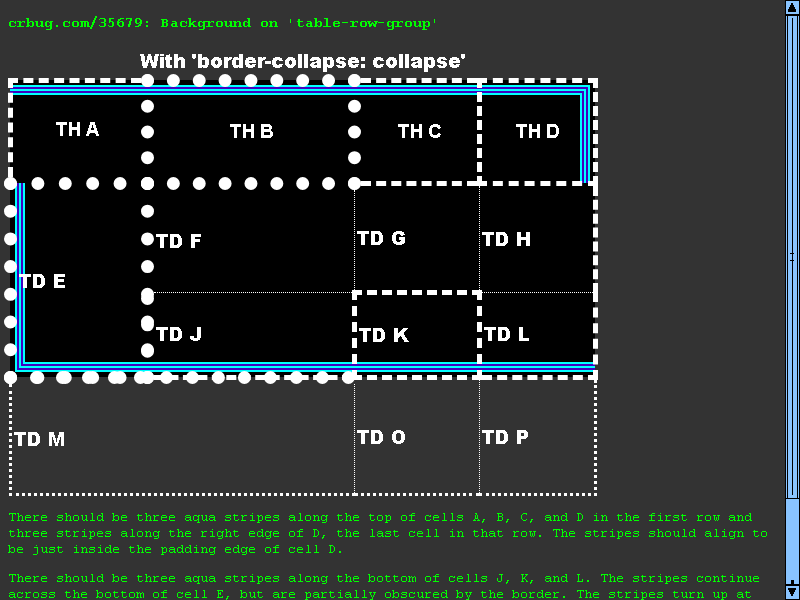 crbug.com/35679: Background on 'table-row-group'
With 'border-collapse: collapse'
TH A TH B TH C TH D
TD F TD G TD H
TD E
TD J TD K TD L
TD M TD O TD P
There should be three aqua stripes along the top of cells A, B, C, and D in the first row and
three stripes along the right edge of D, the last cell in that row. The stripes should align to
be just inside the padding edge of cell D.
There should be three aqua stripes along the bottom of cells J, K, and L. The stripes continue
across the bottom of cell E, but are partially obscured by the border. The stripes turn up at